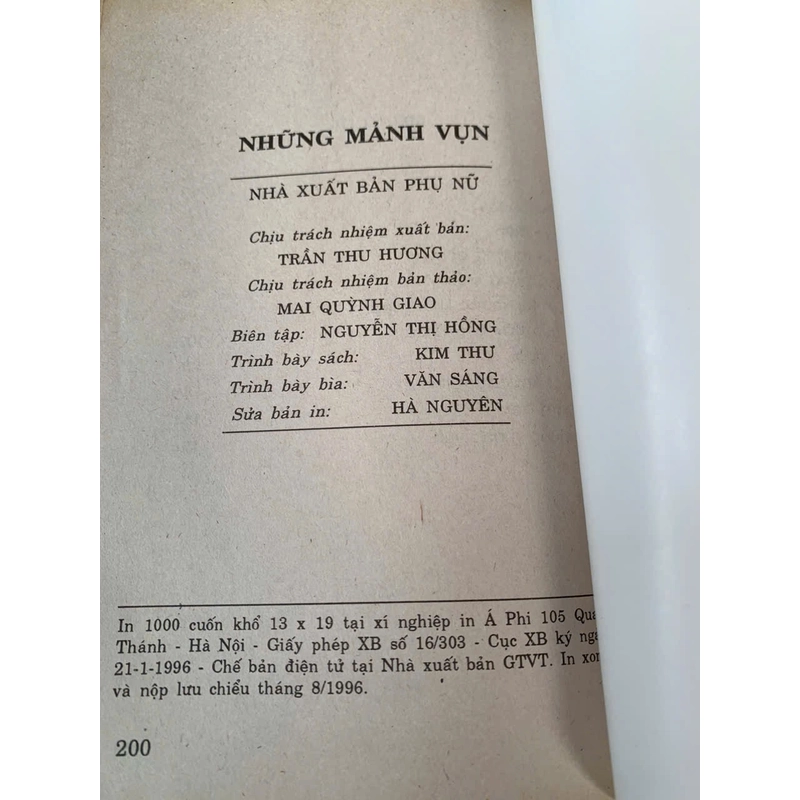 NHỮNG MẢNH VỤN
NHÀ XUẤT BẢN PHỤ NỮ
Chịu trách nhiệm xuất bản:
TRẦN THU HƯƠNG
Chịu trách nhiệm bản thảo:
MAI QUỲNH GIAO
Biên tập: NGUYỄN THỊ HỒNG
Trình bày sách: KIM THƯ
Trình bày bìa: VĂN SÁNG
Sửa bản in: HÀ NGUYÊN
In 1000 cuốn khổ 13 x 19 tại xí nghiệp in Á Phi 105
Thánh - Hà Nội - Giấy phép XB số 16/303 - Cục XB ký
21-1-1996 - Chế bản điện tử tại Nhà xuất bản GTVT. In
và nộp lưu chiểu tháng 8/1996.
200